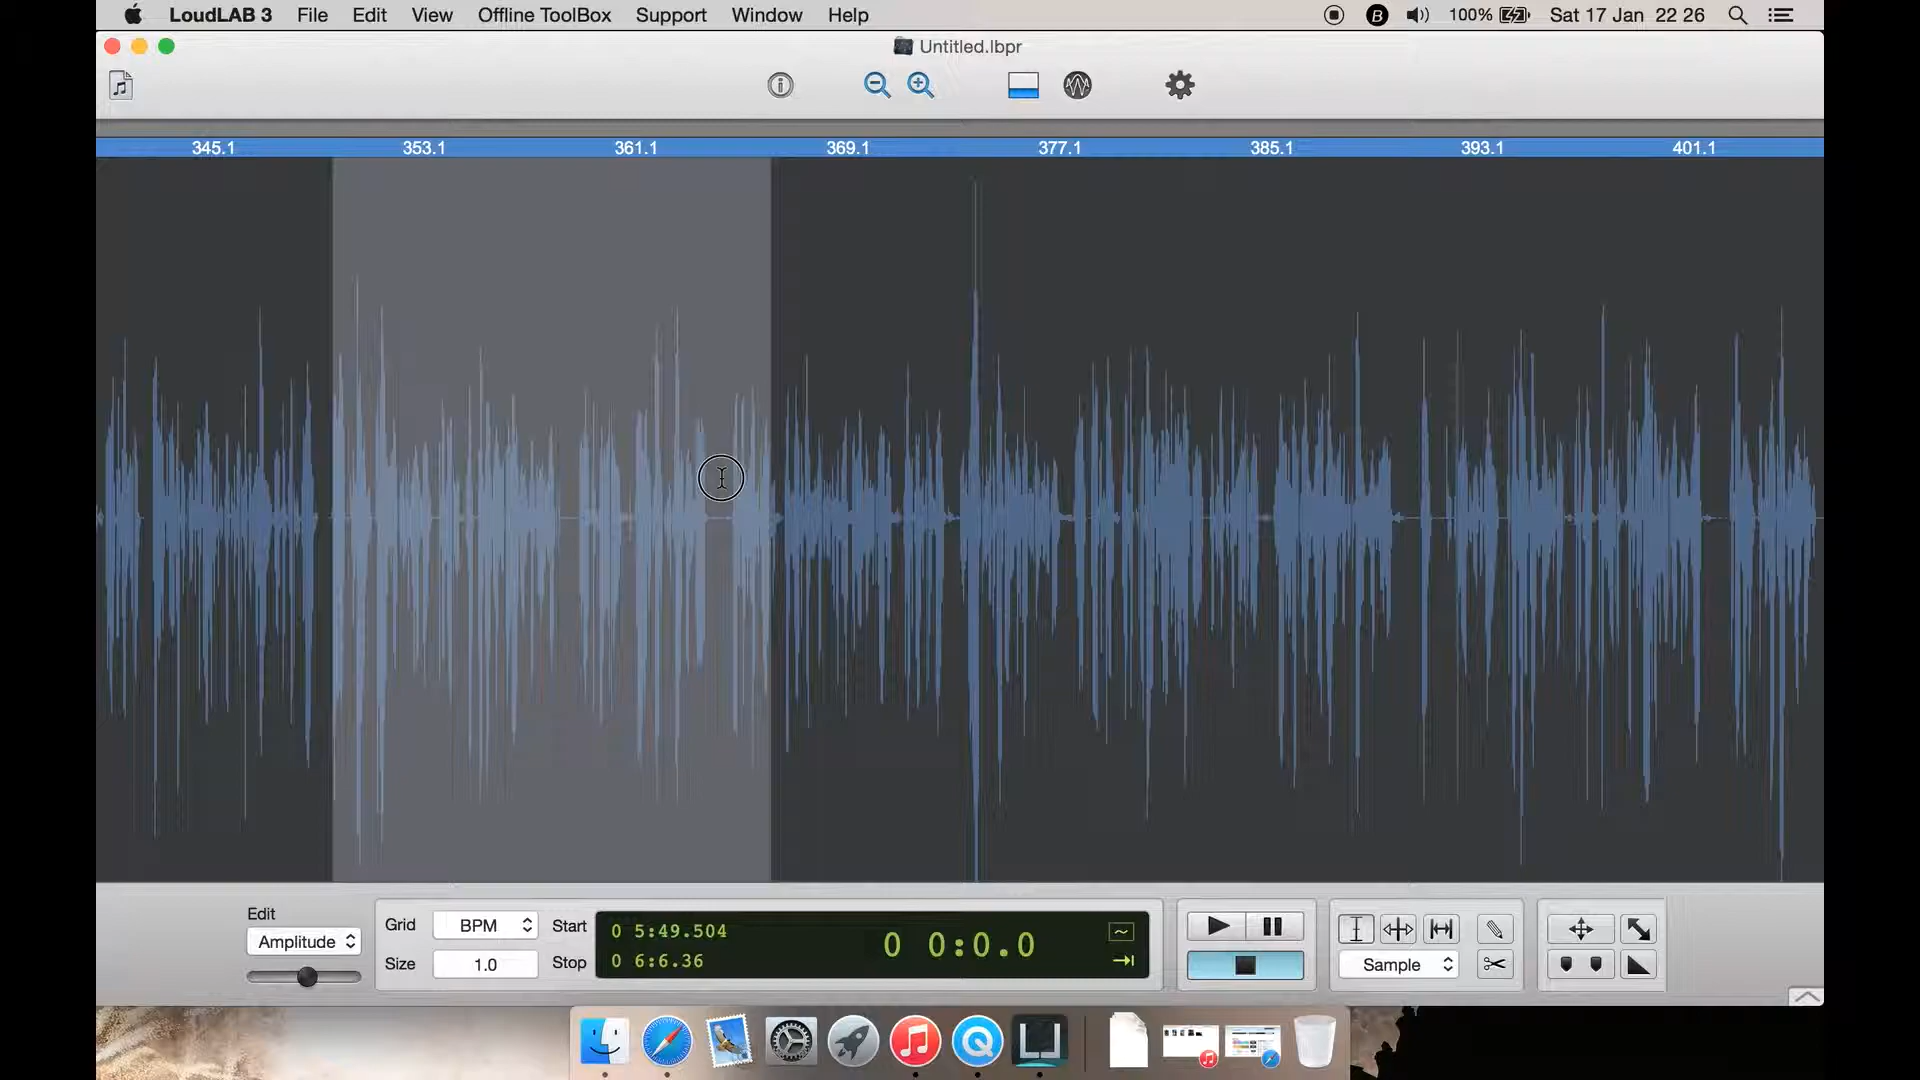 LoudLAB 3 File Edit View Offline ToolBox Support Window Help 100% Sat 17 Jan 22 26
Untitled.lbpr
345.1 353.1 361.1 369.1 377.1 385.1 393.1 401.1
Edit
Amplitude
Grid BPM Start 0 5:49.504
Size 1.0 Stop 0 6:6.36
0 0:0.0
Sample